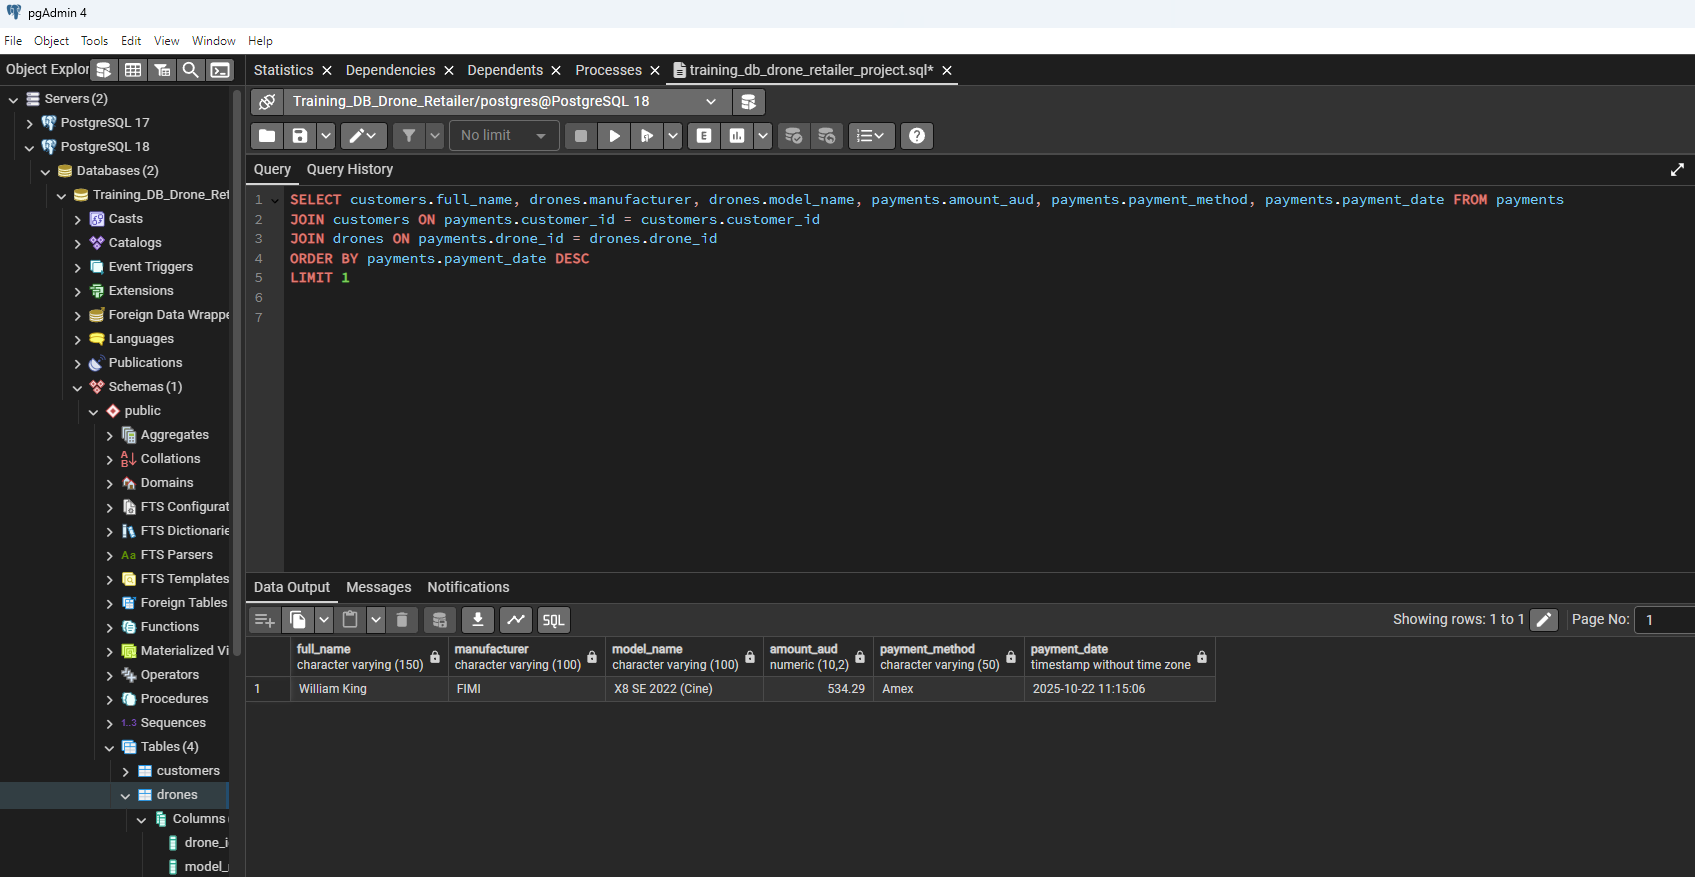 pgAdmin 4
File Object Tools Edit View Window Help
Object Explor
Statistics Dependencies Dependents Processes training_db_drone_retailer_project.sql*
Servers (2)
PostgreSQL 17
PostgreSQL 18
Databases (2)
Training_DB_Drone_Ret
Casts
Catalogs
Event Triggers
Extensions
Foreign Data Wrappe
Languages
Publications
Schemas (1)
public
Aggregates
Collations
Domains
FTS Configurat
FTS Dictionarie
FTS Parsers
FTS Templates
Foreign Tables
Functions
Materialized Vi
Operators
Procedures
1..3 Sequences
Tables (4)
customers
drones
Columns
drone_i
model_
Training_DB_Drone_Retailer/postgres@PostgreSQL 18
No limit E
Query Query History
1 SELECT customers.full_name, drones.manufacturer, drones.model_name, payments.amount_aud, payments.payment_method, payments.payment_date FROM payments
2 JOIN customers ON payments.customer_id = customers.customer_id
3 JOIN drones ON payments.drone_id = drones.drone_id
4 ORDER BY payments.payment_date DESC
5 LIMIT 1
6
7
Data Output Messages Notifications
SQL Showing rows: 1 to 1 Page No: 1
full_name manufacturer model_name amount_aud payment_method payment_date
character varying (150) character varying (100) character varying (100) numeric (10,2) character varying (50) timestamp without time zone
1 William King FIMI X8 SE 2022 (Cine) 534.29 Amex 2025-10-22 11:15:06